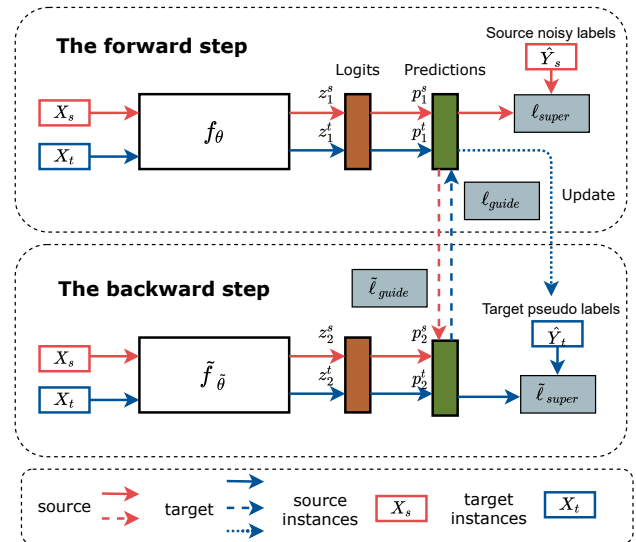 The forward step
Source noisy labels
Ŷ_s
Logits
Predictions
X_s
f_θ
z_1^s
p_1^s
ℓ_super
X_t
z_1^t
p_1^t
ℓ_guide
Update
The backward step
ℓ̃_guide
Target pseudo labels
Ŷ_t
X_s
f̃_θ̃
z_2^s
p_2^s
X_t
z_2^t
p_2^t
ℓ̃_super
source
target
source
instances
X_s
target
instances
X_t